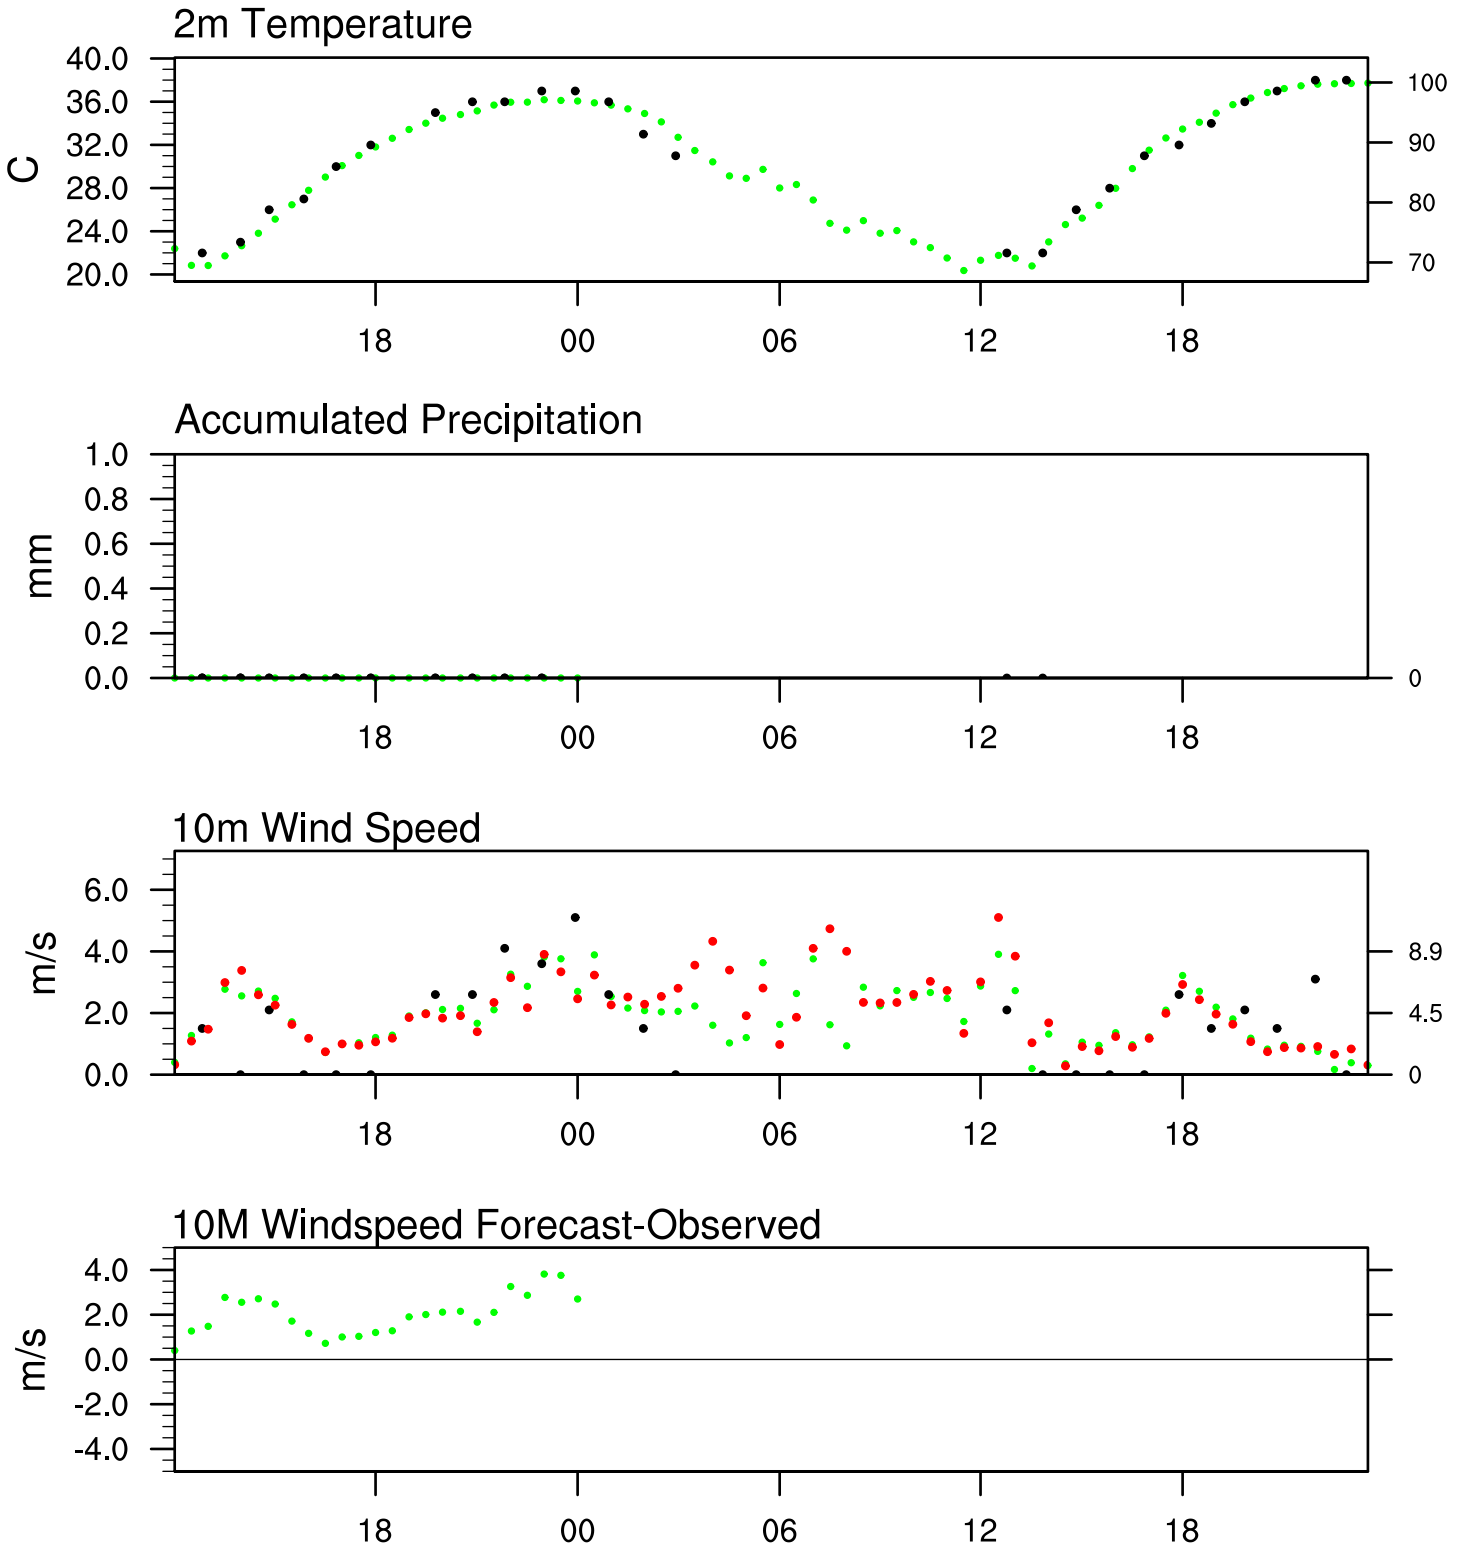 2m Temperature
40.0
36.0
32.0
28.0
24.0
20.0
C
100
90
80
70
18 00 06 12 18
Accumulated Precipitation
1.0
0.8
0.6
0.4
0.2
0.0
mm
0
18 00 06 12 18
10m Wind Speed
6.0
4.0
2.0
0.0
m/s
8.9
4.5
0
18 00 06 12 18
10M Windspeed Forecast-Observed
4.0
2.0
0.0
-2.0
-4.0
m/s
18 00 06 12 18